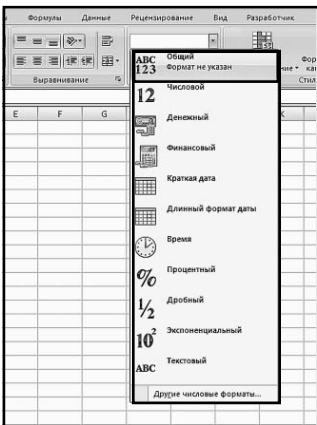 Формулы Данные Рецензирование Вид Разработчик
ABC 123 Общий
Формат не указан
12 Числовой
Денежный
Финансовый
Краткая дата
Длинный формат даты
Время
% Процентный
½ Дробный
10² Экспоненциальный
ABC Текстовый
Другие числовые форматы...
Выравнивание
E F G